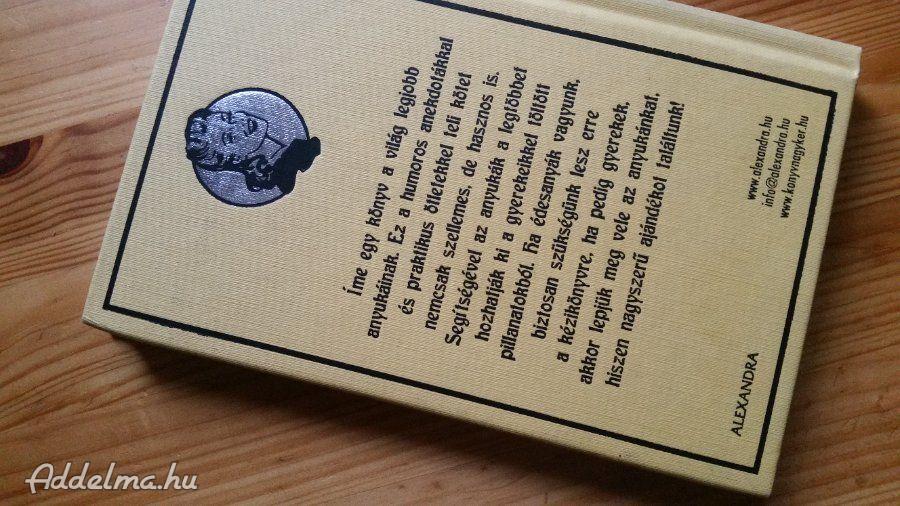 Íme egy könyv a világ legjobb
anyukáinak. Ez a humoros anekdotákkal
és praktikus ötletekkel teli kötet
nemcsak szellemes, de hasznos is.
Segítségével az anyukák a legtöbbet
hozhatják ki a gyerekekkel töltött
pillanatokból. Ha édesanyák vagyunk,
biztosan szükségünk lesz erre
a kézikönyvre, ha pedig gyerekek,
akkor lepjük meg vele az anyukánkat,
hiszen nagyszerű ajándékot találtunk!
www.alexandra.hu
info@alexandra.hu
www.konyvnagyker.hu
ALEXANDRA
Addelma.hu